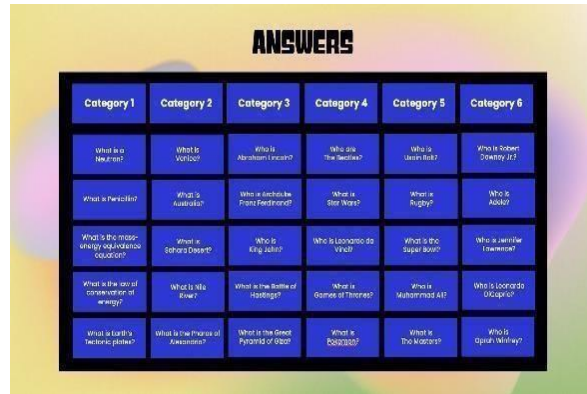 ANSWERS
Category 1
Category 2
Category 3
Category 4
Category 5
Category 6
What is a
Neutron?
What is
Venice?
Who is
Abraham Lincoln?
Who are
The Beatles?
Who is
Usain Bolt?
Who is Robert
Downey Jr.?
What is Penicillin?
What is
Australia?
Who is Archduke
Franz Ferdinand?
What is
Star Wars?
What is
Rugby?
Who is
Adele?
What is the mass-
energy equivalence
equation?
What is
Sahara Desert?
Who is
King John?
Who is Leonardo da
Vinci?
What is the
Super Bowl?
Who is Jennifer
Lawrence?
What is the law of
conservation of
energy?
What is Nile
River?
What is the Battle of
Hastings?
What is
Games of Thrones?
Who is
Muhammad Ali?
Who is Leonardo
DiCaprio?
What is Earth's
Tectonic plates?
What is the Pharos of
Alexandria?
What is the Great
Pyramid of Giza?
What is
Pokemon?
What is
The Masters?
Who is
Oprah Winfrey?